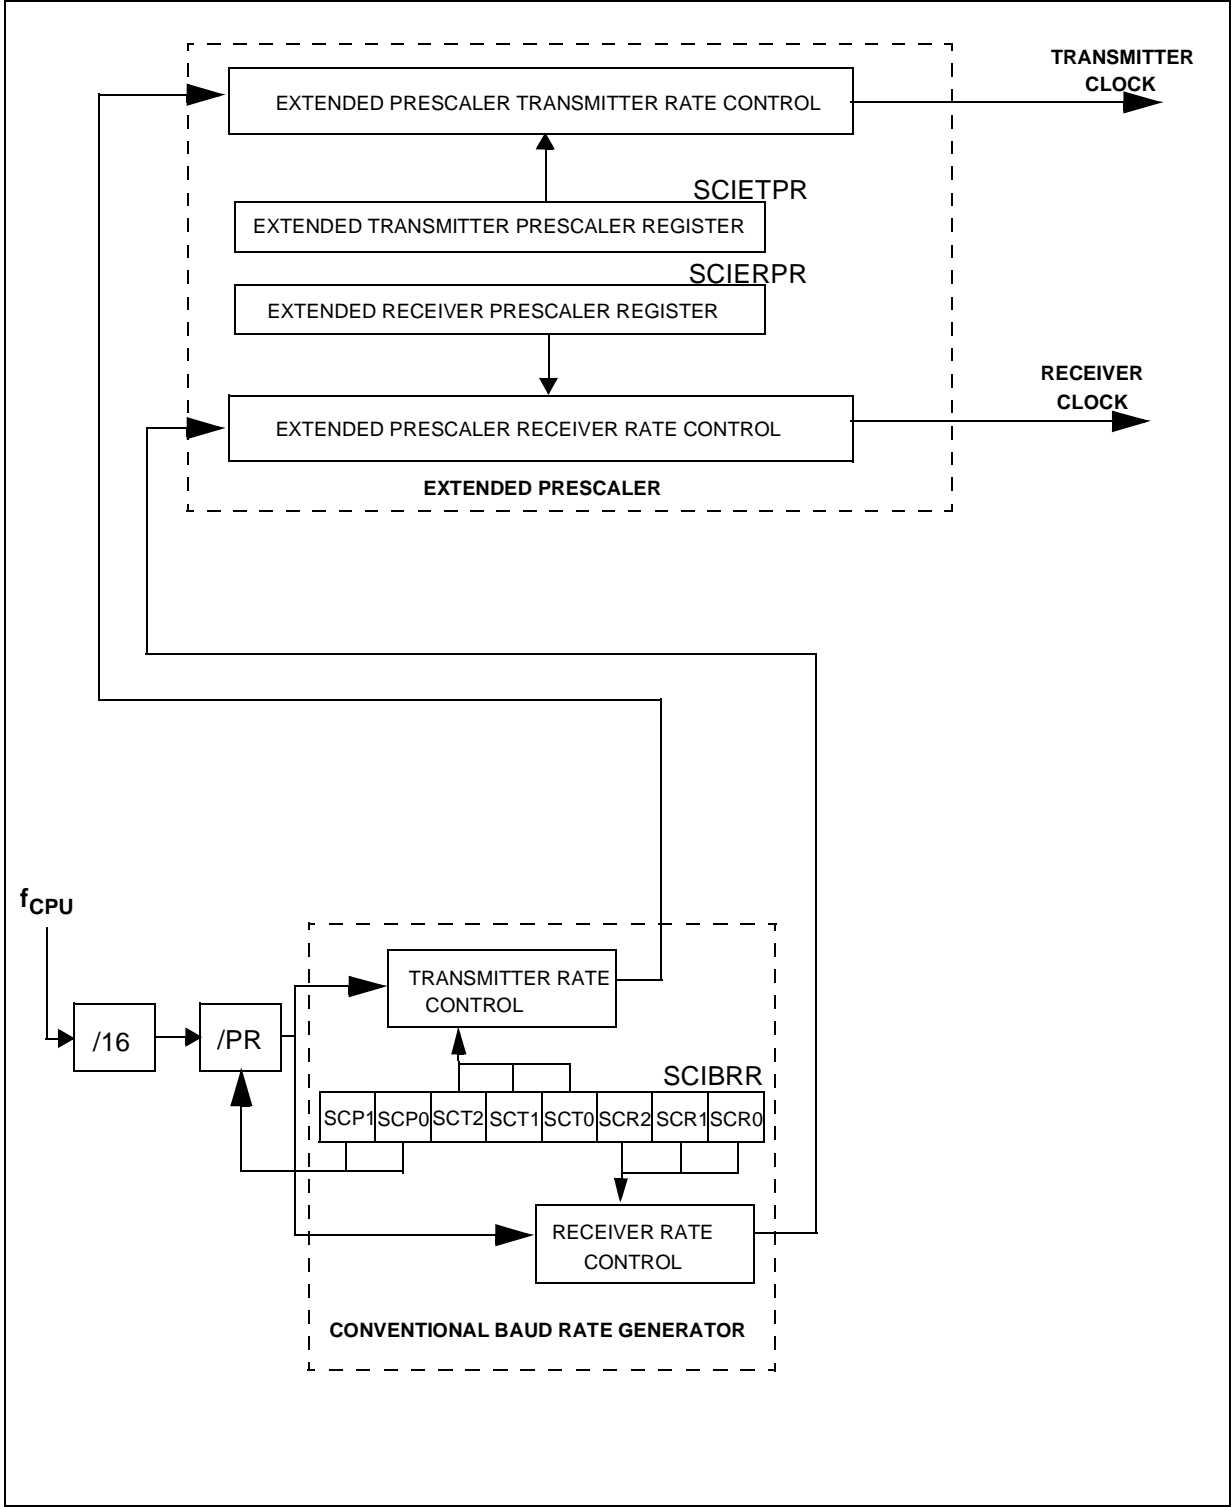 TRANSMITTER
CLOCK
EXTENDED PRESCALER TRANSMITTER RATE CONTROL
SCIETPR
EXTENDED TRANSMITTER PRESCALER REGISTER
SCIERPR
EXTENDED RECEIVER PRESCALER REGISTER
RECEIVER
CLOCK
EXTENDED PRESCALER RECEIVER RATE CONTROL
EXTENDED PRESCALER
fCPU
TRANSMITTER RATE
CONTROL
/16
/PR
SCIBRR
SCP1 SCP0 SCT2 SCT1 SCT0 SCR2 SCR1 SCR0
RECEIVER RATE
CONTROL
CONVENTIONAL BAUD RATE GENERATOR